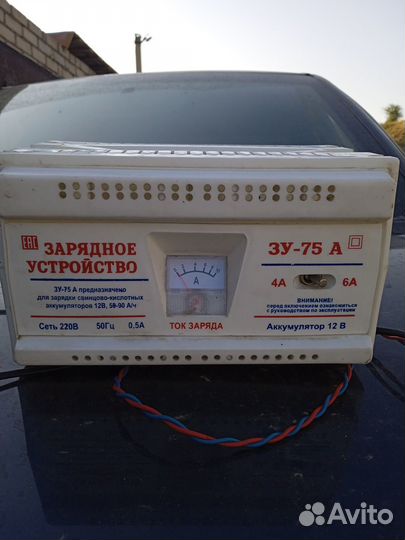 EAC
ЗАРЯДНОЕ
УСТРОЙСТВО
ЗУ-75 А предназначено
для зарядки свинцово-кислотных
аккумуляторов 12В, 50-90 А/ч
Сеть 220В 50Гц 0,5А
A
ТОК ЗАРЯДА
ЗУ-75 А
4А 6А
ВНИМАНИЕ!
перед включением ознакомиться
с руководством по эксплуатации
Аккумулятор 12 В
Avito